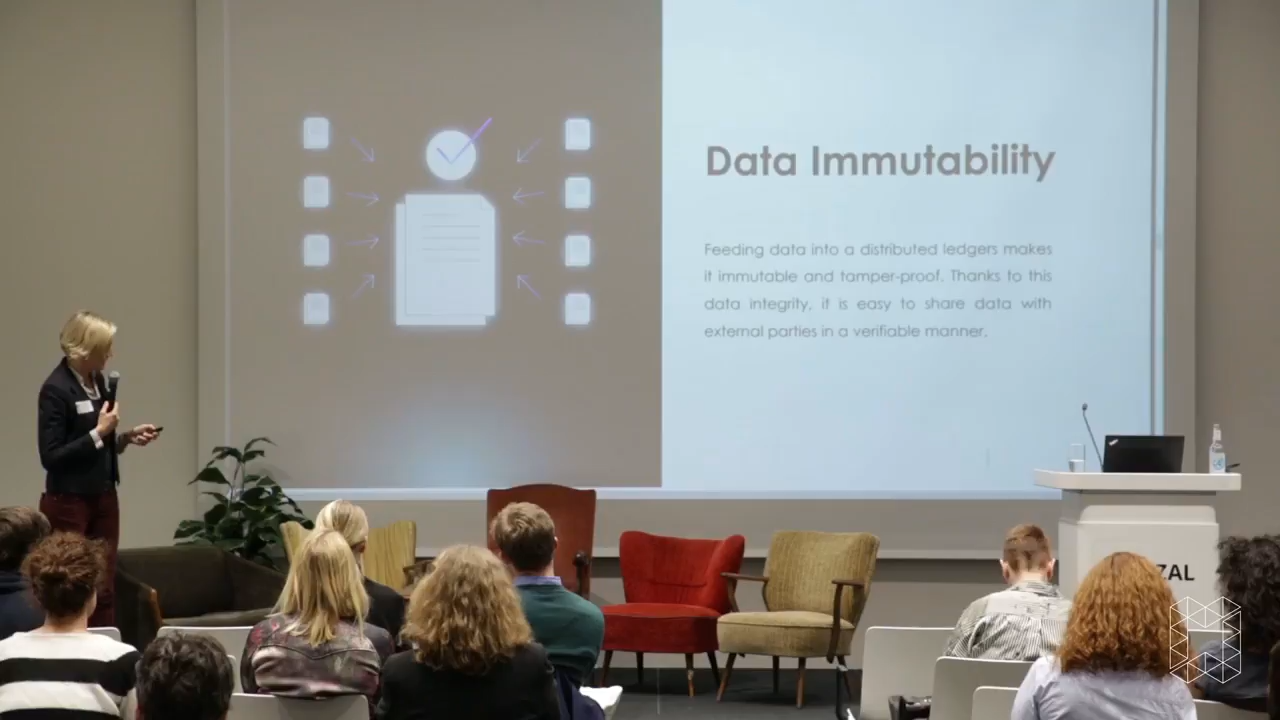 Data Immutability
Feeding data into a distributed ledgers makes
it immutable and tamper-proof. Thanks to this
data integrity, it is easy to share data with
external parties in a verifiable manner.
ZAL